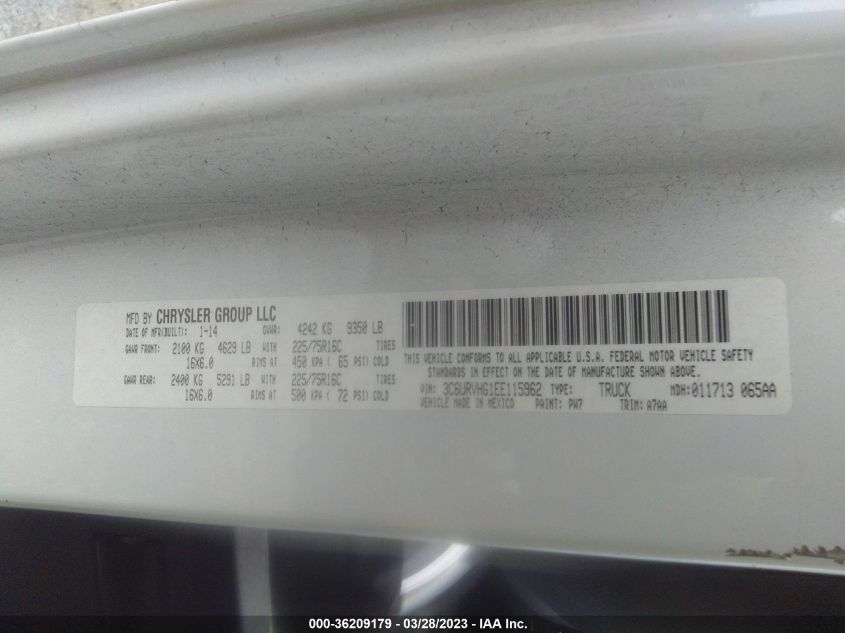 MFD BY CHRYSLER GROUP LLC
DATE OF MFR(BUILT): 1-14 GVWR: 4242 KG 9350 LB
GAWR FRONT: 2100 KG 4629 LB WITH 225/75R16C TIRES
16X6.0 RIMS AT 450 KPA ( 65 PSI) COLD
GAWR REAR: 2400 KG 5291 LB WITH 225/75R16C TIRES
16X6.0 RIMS AT 500 KPA ( 72 PSI) COLD
THIS VEHICLE CONFORMS TO ALL APPLICABLE U.S.A. FEDERAL MOTOR VEHICLE SAFETY
STANDARDS IN EFFECT ON THE DATE OF MANUFACTURE SHOWN ABOVE.
VIN: 3C6URVHG1EE115962 TYPE: TRUCK MDH:011713 065AA
VEHICLE MADE IN MEXICO PAINT: PW7 TRIM: A7AA
000-36209179 - 03/28/2023 - IAA Inc.